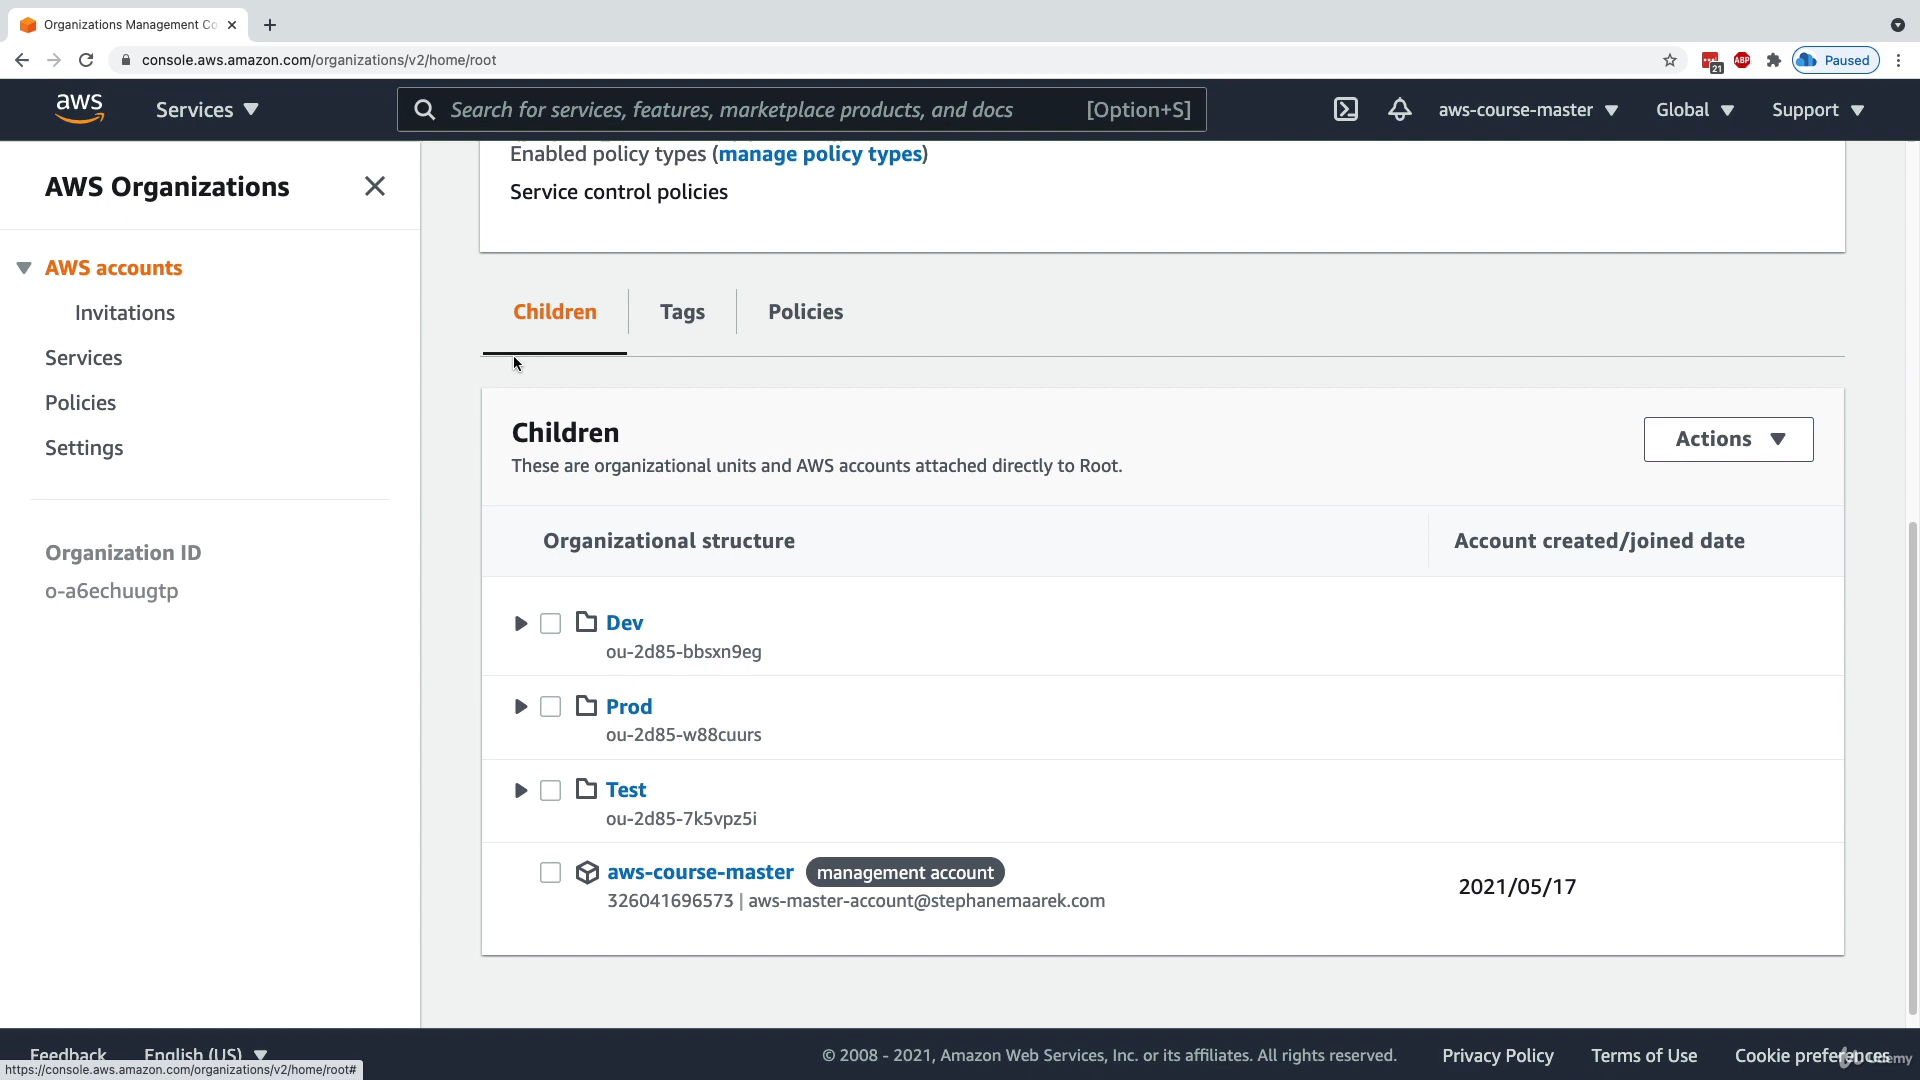 Organizations Management Co
console.aws.amazon.com/organizations/v2/home/root
21
ABP
Paused
aws
Services
Search for services, features, marketplace products, and docs [Option+S]
aws-course-master
Global
Support
AWS Organizations
AWS accounts
Invitations
Services
Policies
Settings
Organization ID
o-a6echuugtp
Enabled policy types (manage policy types)
Service control policies
Children
Tags
Policies
Children
These are organizational units and AWS accounts attached directly to Root.
Actions
Organizational structure
Account created/joined date
Dev
ou-2d85-bbsxn9eg
Prod
ou-2d85-w88cuurs
Test
ou-2d85-7k5vpz5i
aws-course-master management account
326041696573 | aws-master-account@stephanemaarek.com
2021/05/17
Feedback
English (US)
© 2008 - 2021, Amazon Web Services, Inc. or its affiliates. All rights reserved.
Privacy Policy
Terms of Use
Cookie preferences
Udemy
https://console.aws.amazon.com/organizations/v2/home/root#